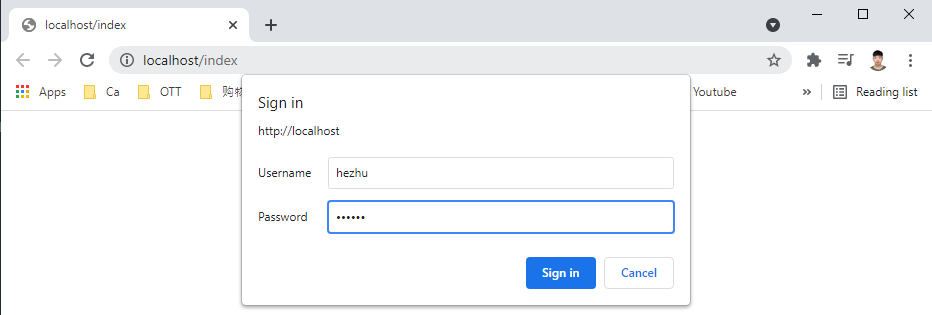 localhost/index
localhost/index
Apps Ca OTT 购物 Youtube » Reading list
Sign in
http://localhost
Username hezhu
Password ••••••
Sign in Cancel